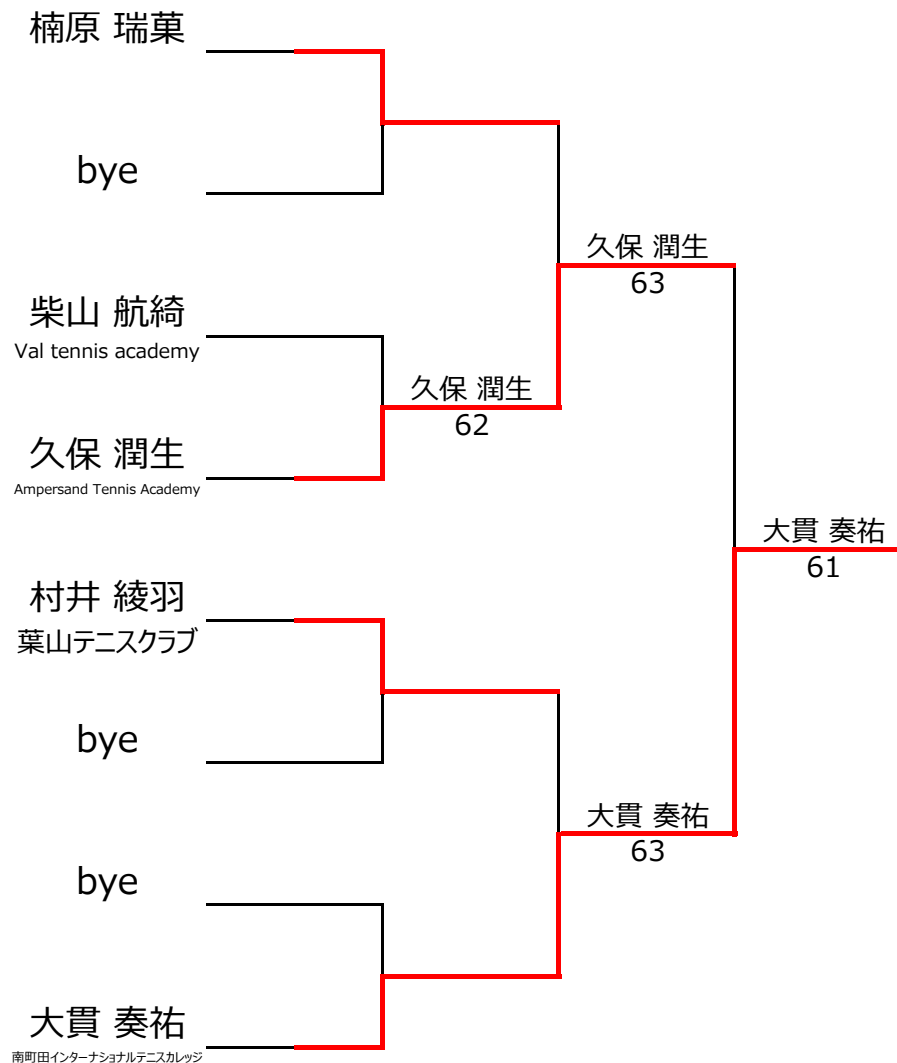 楠原 瑞菓
bye
柴山 航綺
Val tennis academy
久保 潤生
Ampersand Tennis Academy
村井 綾羽
葉山テニスクラブ
bye
bye
大貫 奏祐
南町田インターナショナルテニスカレッジ
久保 潤生
62
久保 潤生
63
大貫 奏祐
63
大貫 奏祐
61